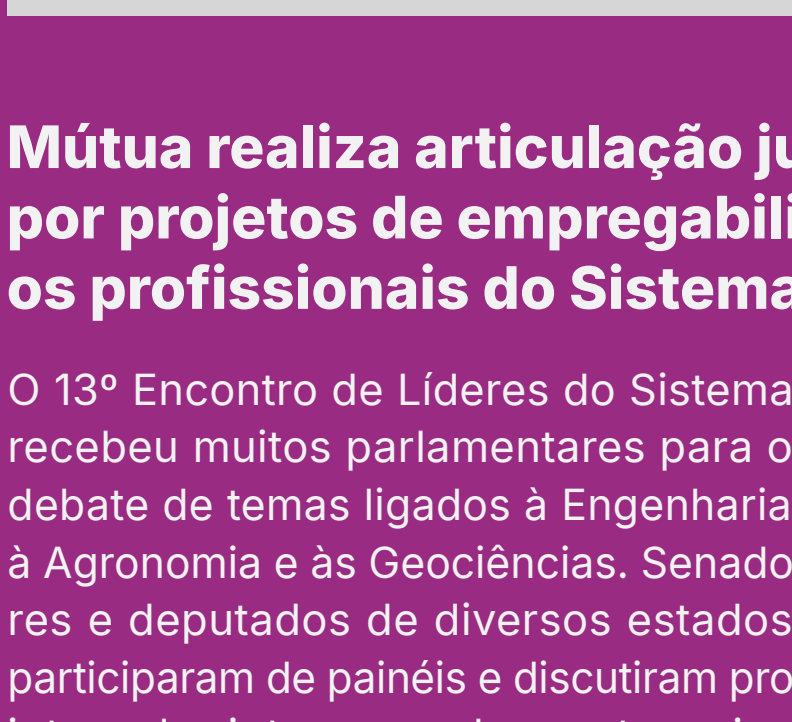 Mútua realiza articulação ju
por projetos de empregabili
os profissionais do Sistema
O 13º Encontro de Líderes do Sistema
recebeu muitos parlamentares para o
debate de temas ligados à Engenharia
à Agronomia e às Geociências. Senado
res e deputados de diversos estados
participaram de painéis e discutiram pro